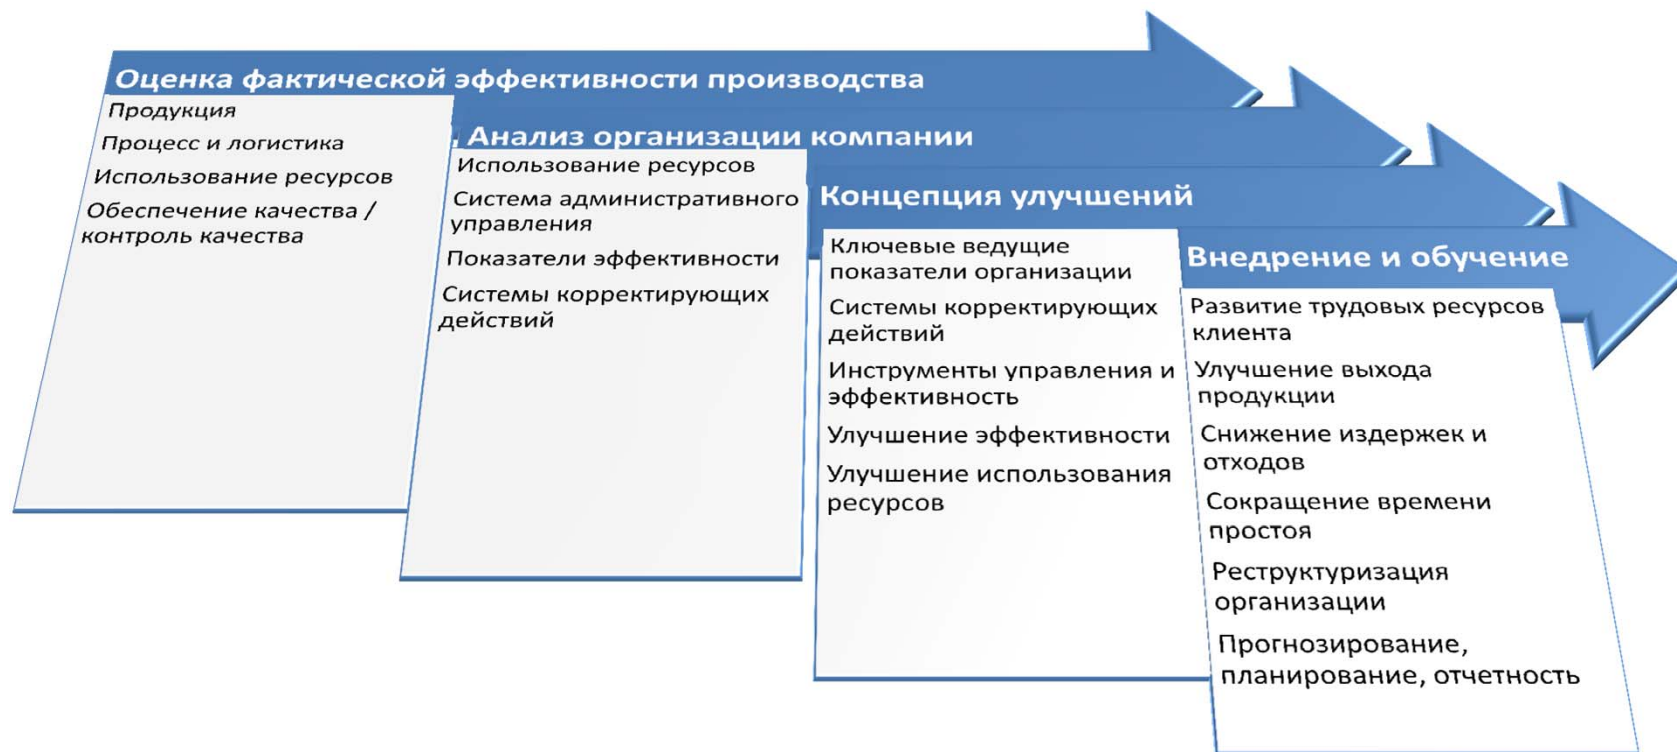 Оценка фактической эффективности производства
Продукция
Процесс и логистика
Использование ресурсов
Обеспечение качества /
контроль качества
Анализ организации компании
Использование ресурсов
Система административного
управления
Показатели эффективности
Системы корректирующих
действий
Концепция улучшений
Ключевые ведущие
показатели организации
Системы корректирующих
действий
Инструменты управления и
эффективность
Улучшение эффективности
Улучшение использования
ресурсов
Внедрение и обучение
Развитие трудовых ресурсов
клиента
Улучшение выхода
продукции
Снижение издержек и
отходов
Сокращение времени
простоя
Реструктуризация
организации
Прогнозирование,
планирование, отчетность